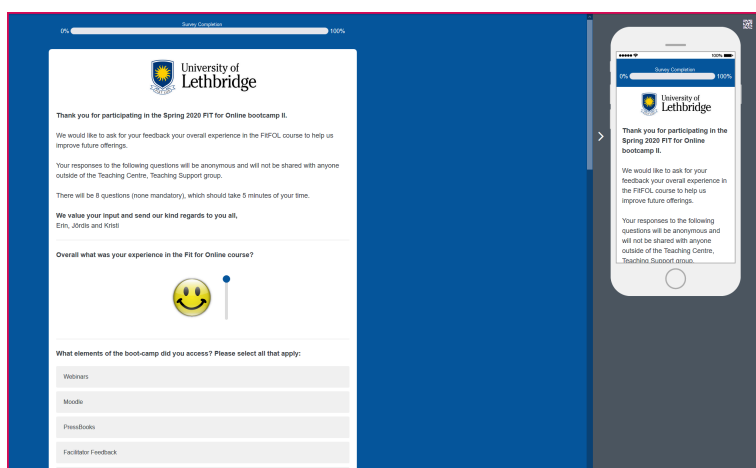 Survey Completion
0% 100%
University of
Lethbridge
Thank you for participating in the Spring 2020 FIT for Online bootcamp II.
We would like to ask for your feedback your overall experience in the FitFOL course to help us
improve future offerings.
Your responses to the following questions will be anonymous and will not be shared with anyone
outside of the Teaching Centre, Teaching Support group.
There will be 8 questions (none mandatory), which should take 5 minutes of your time.
We value your input and send our kind regards to you all,
Erin, Jördis and Kristi
Overall what was your experience in the Fit for Online course?
What elements of the boot-camp did you access? Please select all that apply:
Webinars
Moodle
PressBooks
Facilitator Feedback
100%
Survey Completion
0% 100%
University of
Lethbridge
Thank you for participating in the
Spring 2020 FIT for Online
bootcamp II.
We would like to ask for your
feedback your overall experience in
the FitFOL course to help us
improve future offerings.
Your responses to the following
questions will be anonymous and
will not be shared with anyone
outside of the Teaching Centre,
Teaching Support group.